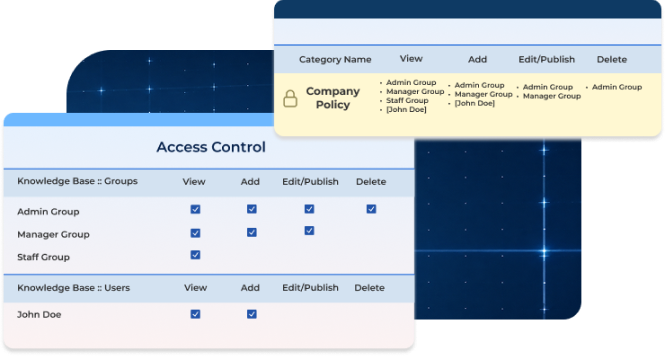 Category Name View Add Edit/Publish Delete
Company Policy
• Admin Group
• Manager Group
• Staff Group
• [John Doe]
• Admin Group
• Manager Group
• [John Doe]
• Admin Group
• Manager Group
• Admin Group
Access Control
Knowledge Base :: Groups View Add Edit/Publish Delete
Admin Group
Manager Group
Staff Group
Knowledge Base :: Users View Add Edit/Publish Delete
John Doe